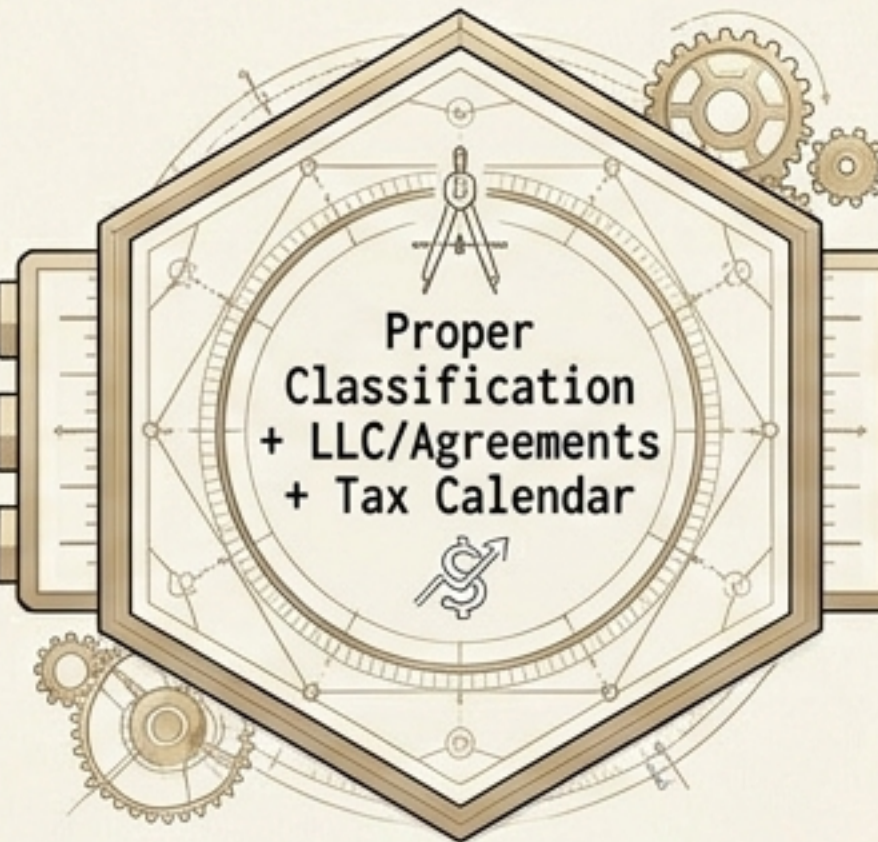 Proper
Classification
+ LLC/Agreements
+ Tax Calendar